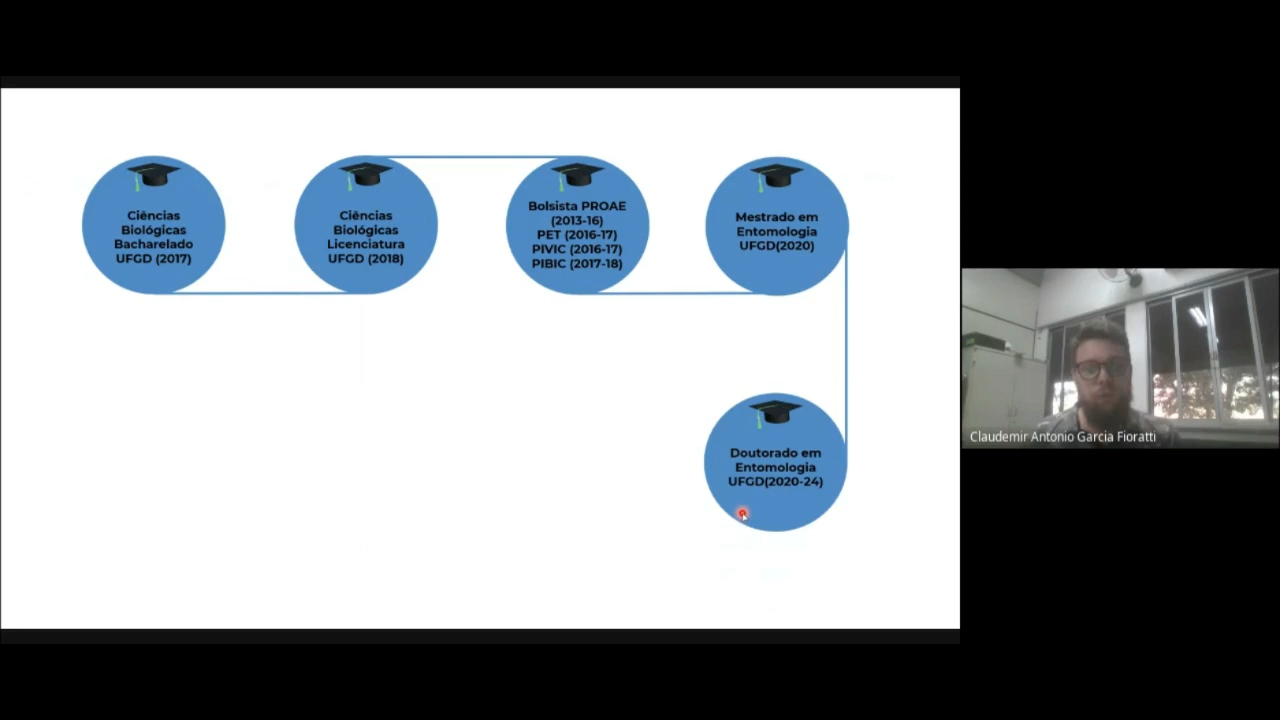 Ciências
Biológicas
Bacharelado
UFGD (2017)
Ciências
Biológicas
Licenciatura
UFGD (2018)
Bolsista PROAE
(2013-16)
PET (2016-17)
PIVIC (2016-17)
PIBIC (2017-18)
Mestrado em
Entomologia
UFGD(2020)
Doutorado em
Entomologia
UFGD(2020-24)
Claudemir Antonio Garcia Fioratti